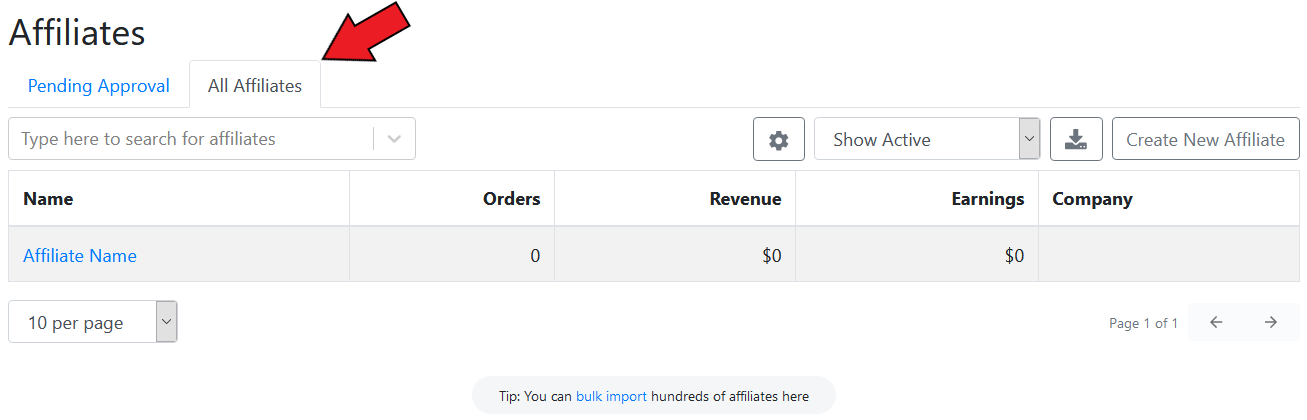 Affiliates
Pending Approval All Affiliates
Type here to search for affiliates Show Active Create New Affiliate
Name Orders Revenue Earnings Company
Affiliate Name 0 $0 $0
10 per page Page 1 of 1
Tip: You can bulk import hundreds of affiliates here